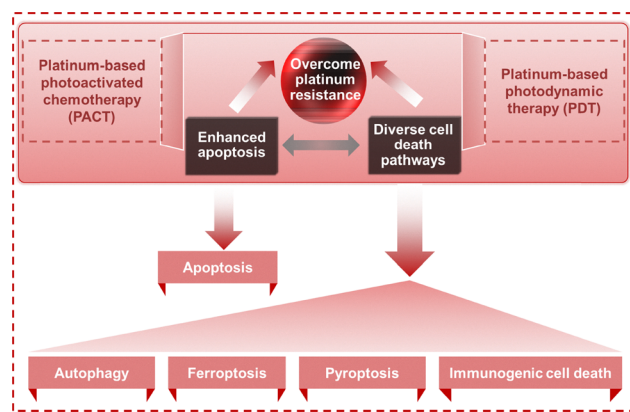 Platinum-based
photoactivated
chemotherapy
(PACT)
Overcome
platinum
resistance
Platinum-based
photodynamic
therapy (PDT)
Enhanced
apoptosis
Diverse cell
death
pathways
Apoptosis
Autophagy
Ferroptosis
Pyroptosis
Immunogenic cell death